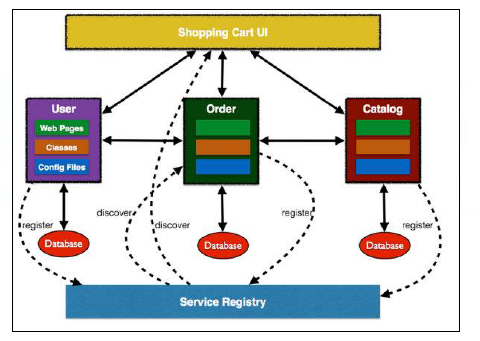 Shopping Cart UI
User
Order
Catalog
Web Pages
Classes
Config Files
discover
discover
register
register
register
Database
Database
Database
Service Registry